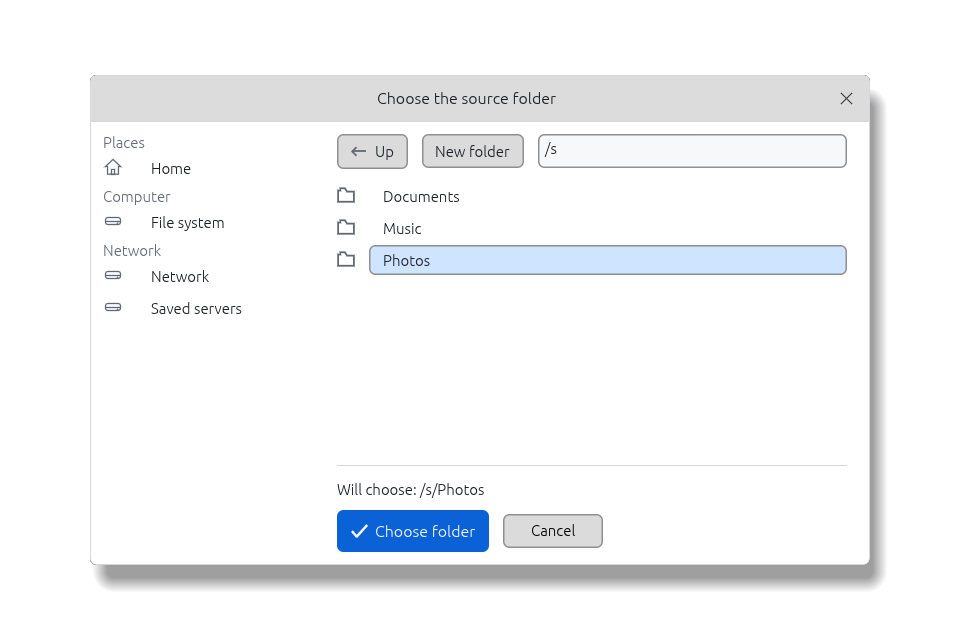 Choose the source folder
Places
Home
Computer
File system
Network
Network
Saved servers
Up
New folder
/s
Documents
Music
Photos
Will choose: /s/Photos
Choose folder
Cancel